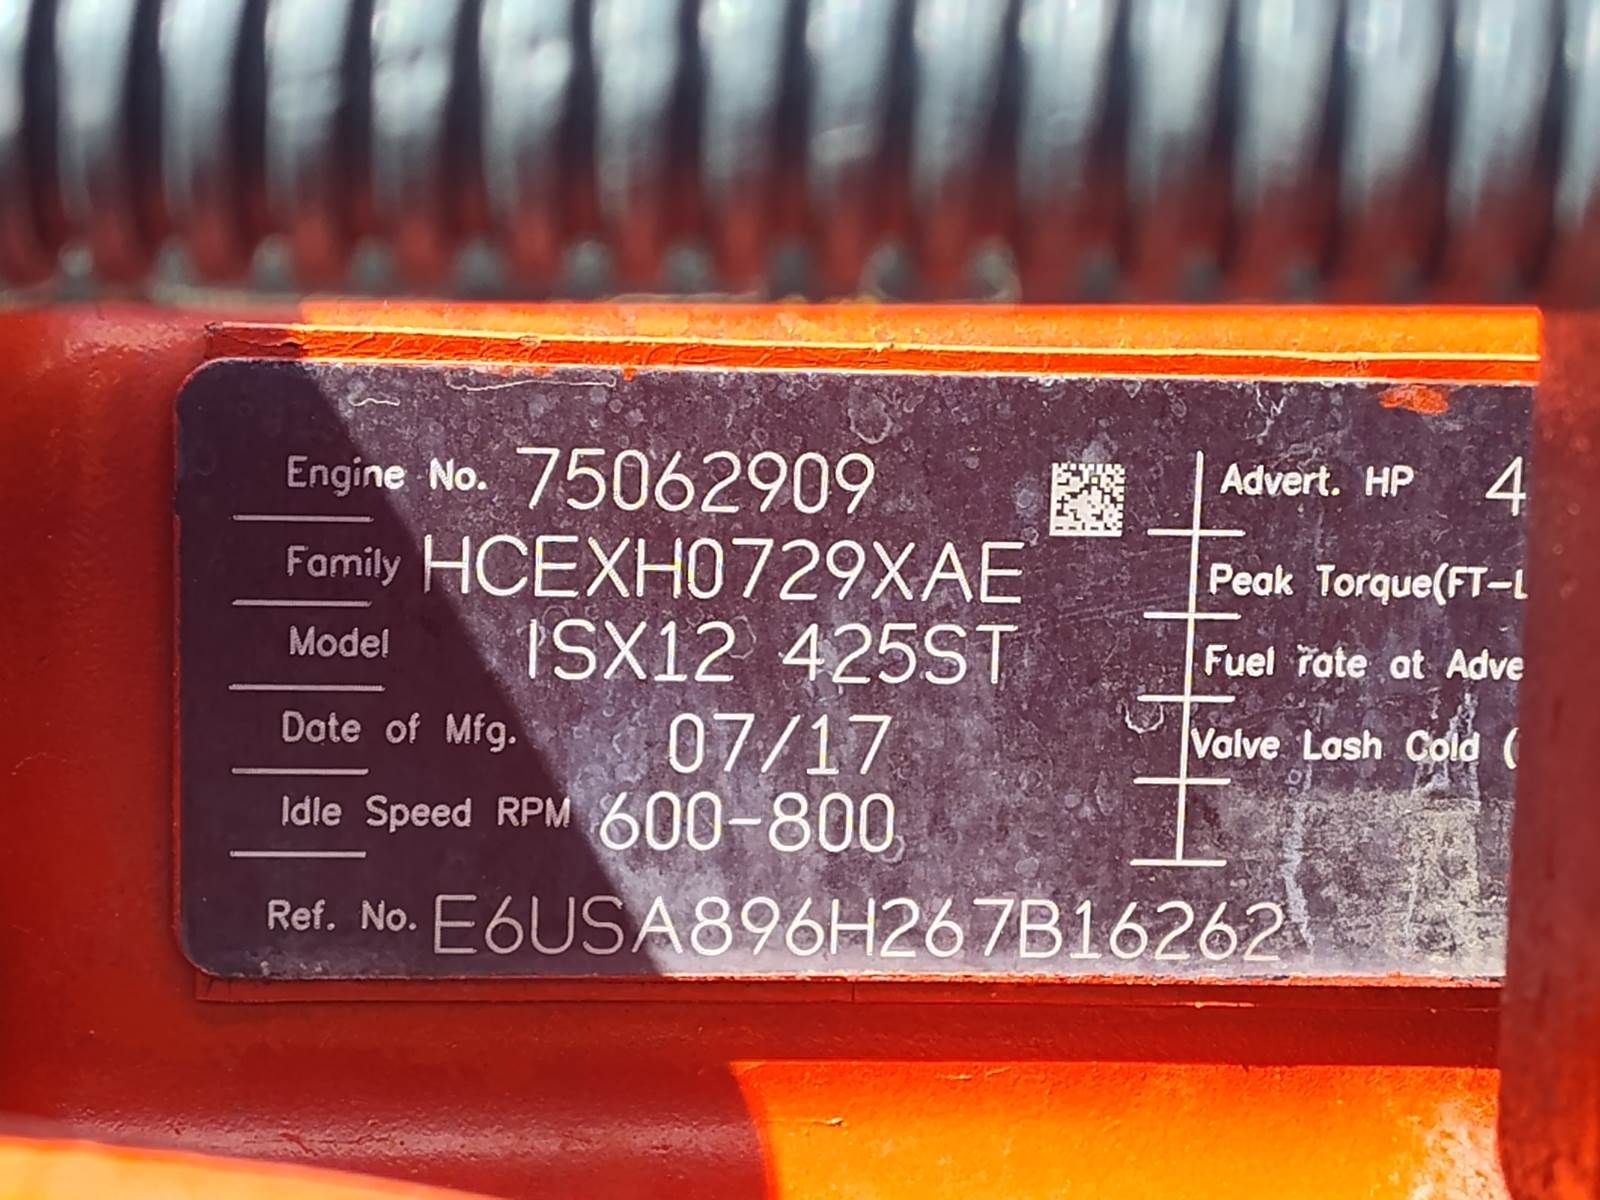 Engine No. 75062909
Family HCEXH0729XAE
Model ISX12 425ST
Date of Mfg. 07/17
Idle Speed RPM 600-800
Ref. No. E6USA896H267B16262
Advert. HP 4
Peak Torque(FT-L
Fuel rate at Adve
Valve Lash Cold (